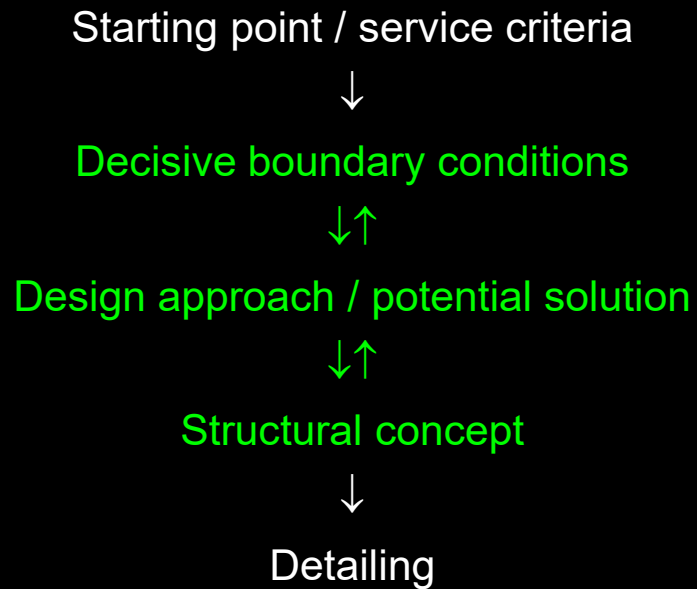 Starting point / service criteria
↓
Decisive boundary conditions
↓↑
Design approach / potential solution
↓↑
Structural concept
↓
Detailing